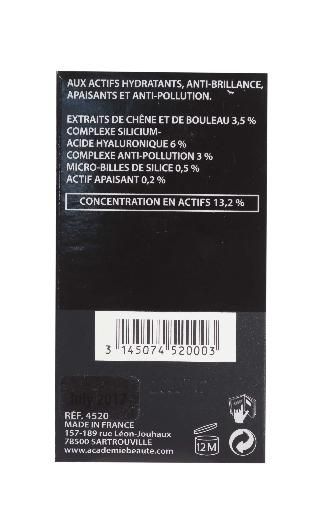 AUX ACTIFS HYDRATANTS, ANTI-BRILLANCE,
APAISANTS ET ANTI-POLLUTION.
EXTRAITS DE CHÊNE ET DE BOULEAU 3,5 %
COMPLEXE SILICIUM-
ACIDE HYALURONIQUE 6 %
COMPLEXE ANTI-POLLUTION 3 %
MICRO-BILLES DE SILICE 0,5 %
ACTIF APAISANT 0,2 %
CONCENTRATION EN ACTIFS 13,2 %
3 145074 520003
July 2017
RÉF. 4520
MADE IN FRANCE
157-189 rue Léon-Jouhaux
78500 SARTROUVILLE
www.academiebeaute.com
12 M